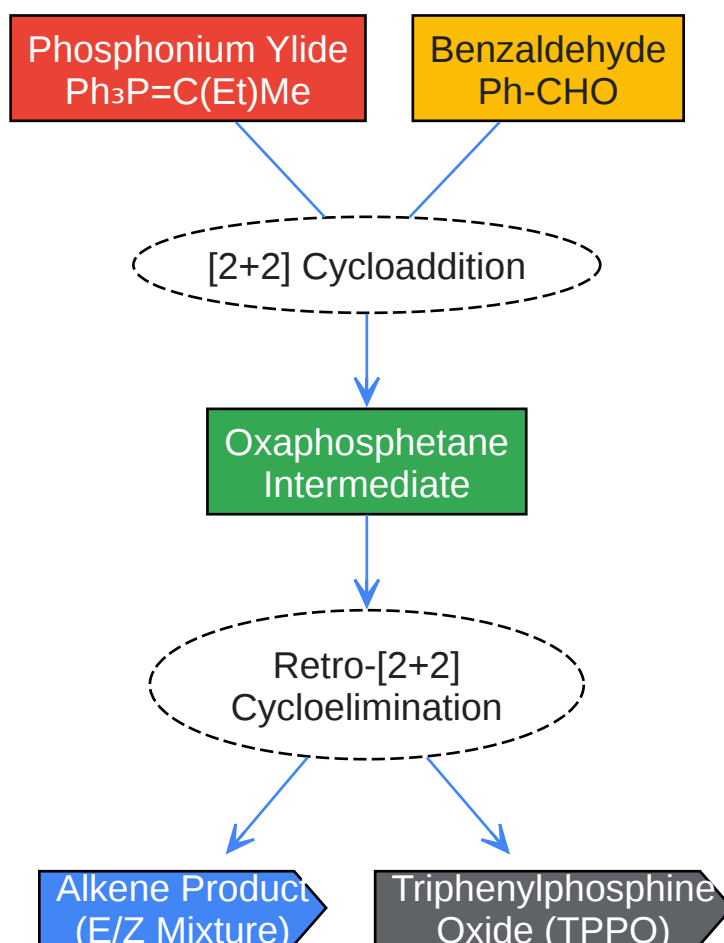 Phosphonium Ylide
Ph₃P=C(Et)Me
Benzaldehyde
Ph-CHO
[2+2] Cycloaddition
Oxaphosphetane
Intermediate
Retro-[2+2]
Cycloelimination
Alkene Product
(E/Z Mixture)
Triphenylphosphine
Oxide (TPPO)